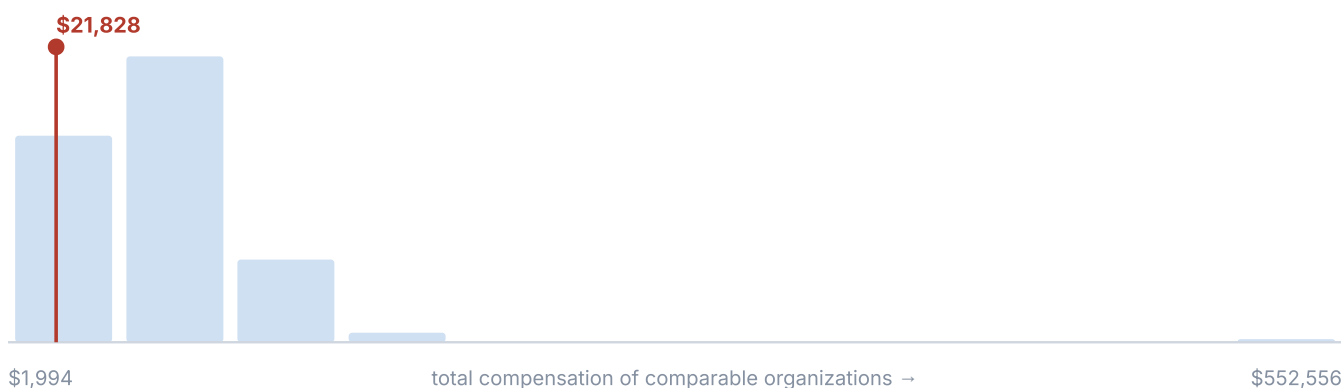 $21,828
$1,994
total compensation of comparable organizations →
$552,556